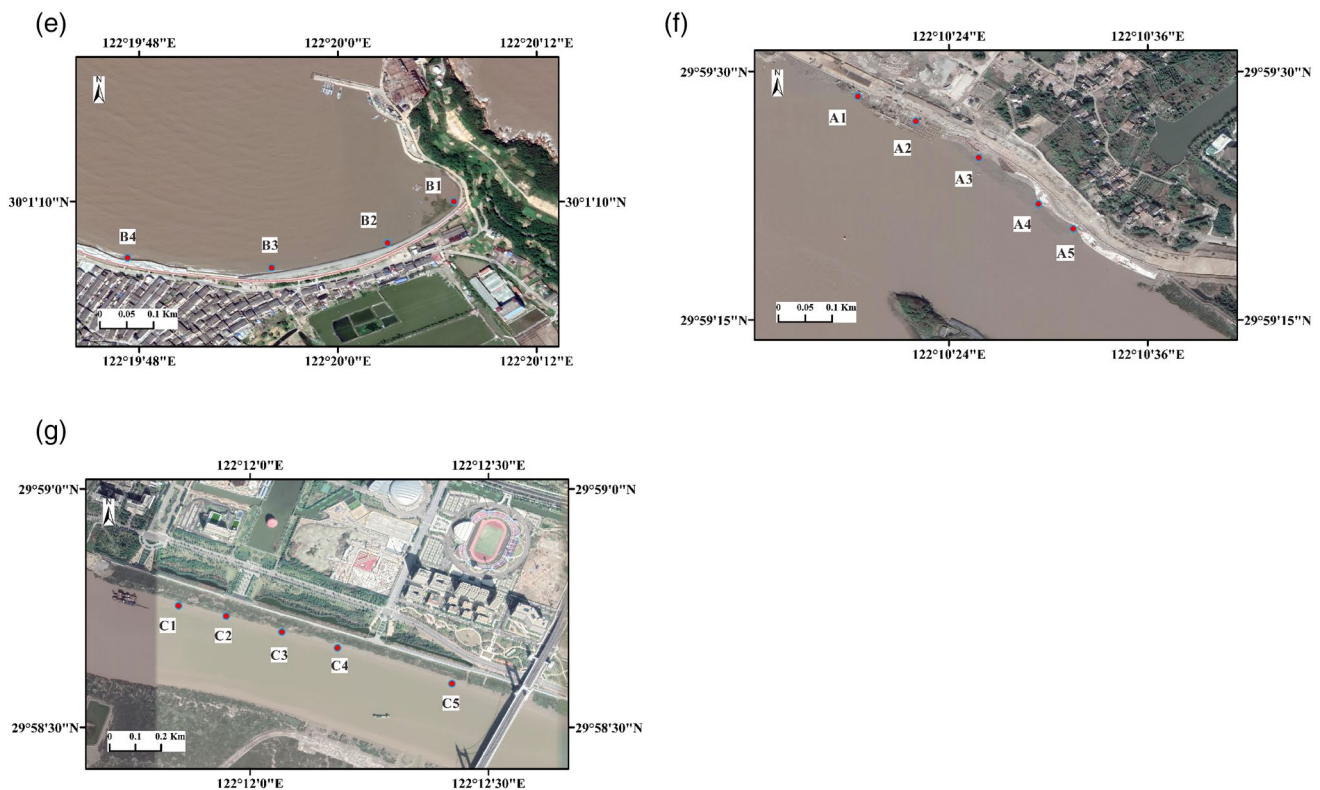 (e)
122°19'48"E 122°20'0"E 122°20'12"E
N
30°1'10"N 30°1'10"N
B1
B2
B3
B4
0 0.05 0.1 Km
122°19'48"E 122°20'0"E 122°20'12"E
(f)
122°10'24"E 122°10'36"E
29°59'30"N 29°59'30"N
N
A1
A2
A3
A4
A5
0 0.05 0.1 Km
29°59'15"N 29°59'15"N
122°10'24"E 122°10'36"E
(g)
122°12'0"E 122°12'30"E
29°59'0"N 29°59'0"N
N
C1
C2
C3
C4
C5
0 0.1 0.2 Km
29°58'30"N 29°58'30"N
122°12'0"E 122°12'30"E